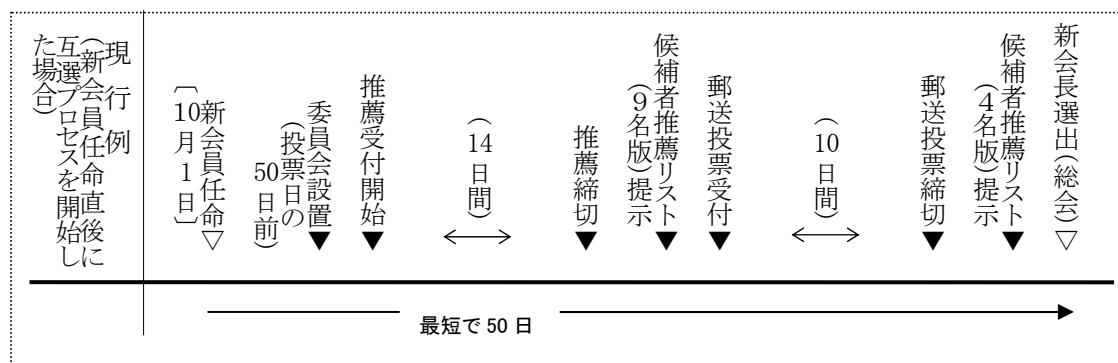 現行例
(新会員任命直後に
互選プロセスを開始し
た場合)
新会員任命▽
〔10月1日〕
委員会設置▼
(投票日の
50日前)
推薦受付開始▼
(14日間)
推薦締切▼
候補者推薦リスト
(9名版)提示▼
郵送投票受付▼
(10日間)
郵送投票締切▼
候補者推薦リスト
(4名版)提示▼
新会長選出(総会)▽
最短で50日